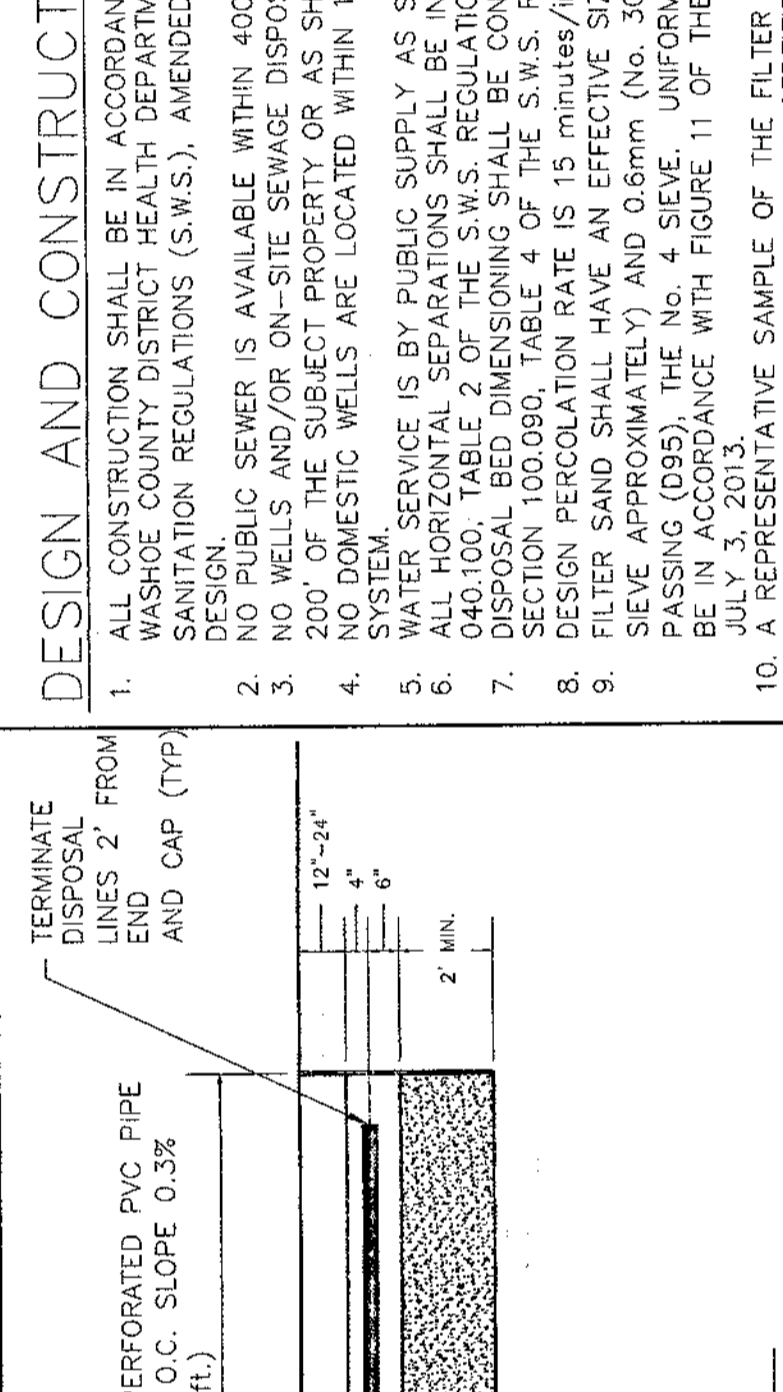 TERMINATE
DISPOSAL
LINES 2' FROM
END
AND CAP (TYP)
PERFORATED PVC PIPE
O.C. SLOPE 0.3%
ft.)
12"~24"
4"
6"
2' MIN.
DESIGN AND CONSTRUCT
1. ALL CONSTRUCTION SHALL BE IN ACCORDAN
WASHOE COUNTY DISTRICT HEALTH DEPARTM
SANITATION REGULATIONS (S.W.S.), AMENDED
DESIGN.
2. NO PUBLIC SEWER IS AVAILABLE WITHIN 400
3. NO WELLS AND/OR ON-SITE SEWAGE DISPOS
200' OF THE SUBJECT PROPERTY OR AS SH
4. NO DOMESTIC WELLS ARE LOCATED WITHIN 1
SYSTEM.
5. WATER SERVICE IS BY PUBLIC SUPPLY AS S
6. ALL HORIZONTAL SEPARATIONS SHALL BE IN
040.100, TABLE 2 OF THE S.W.S. REGULATIO
7. DISPOSAL BED DIMENSIONING SHALL BE CON
SECTION 100.090, TABLE 4 OF THE S.W.S. R
8. DESIGN PERCOLATION RATE IS 15 minutes/i
9. FILTER SAND SHALL HAVE AN EFFECTIVE SIZ
SIEVE APPROXIMATELY) AND 0.6mm (No. 30
PASSING (D95), THE No. 4 SIEVE. UNIFORM
BE IN ACCORDANCE WITH FIGURE 11 OF THE
JULY 3, 2013.
10. A REPRESENTATIVE SAMPLE OF THE FILTER